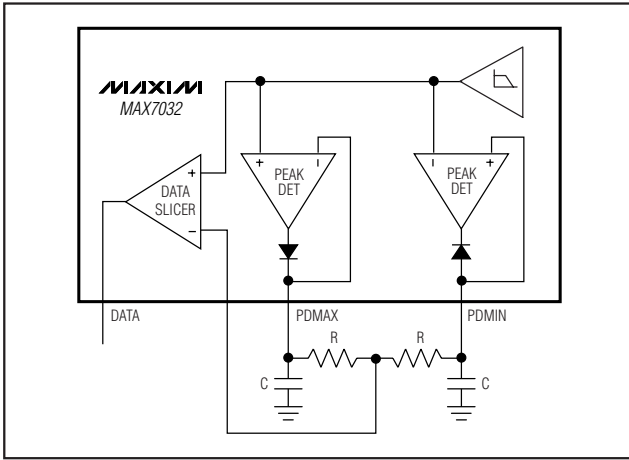 MAXIM
MAX7032
+
−
DATA
SLICER
+
−
PEAK
DET
−
+
PEAK
DET
DATA
PDMAX
PDMIN
R
R
C
C